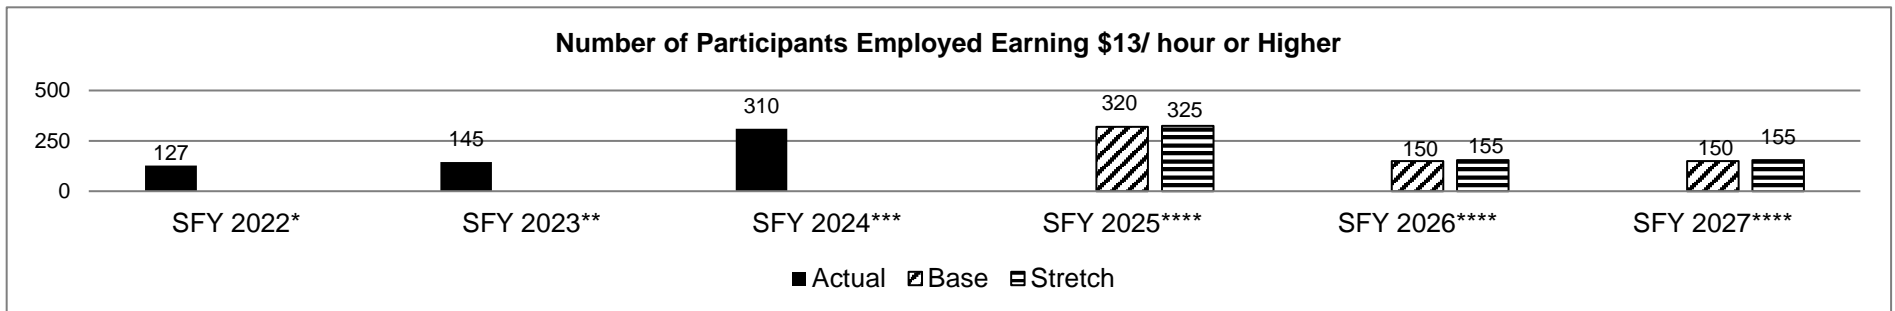 Number of Participants Employed Earning $13/ hour or Higher
500
250
0
127
145
310
320
325
150
155
150
155
SFY 2022*
SFY 2023**
SFY 2024***
SFY 2025****
SFY 2026****
SFY 2027****
Actual
Base
Stretch